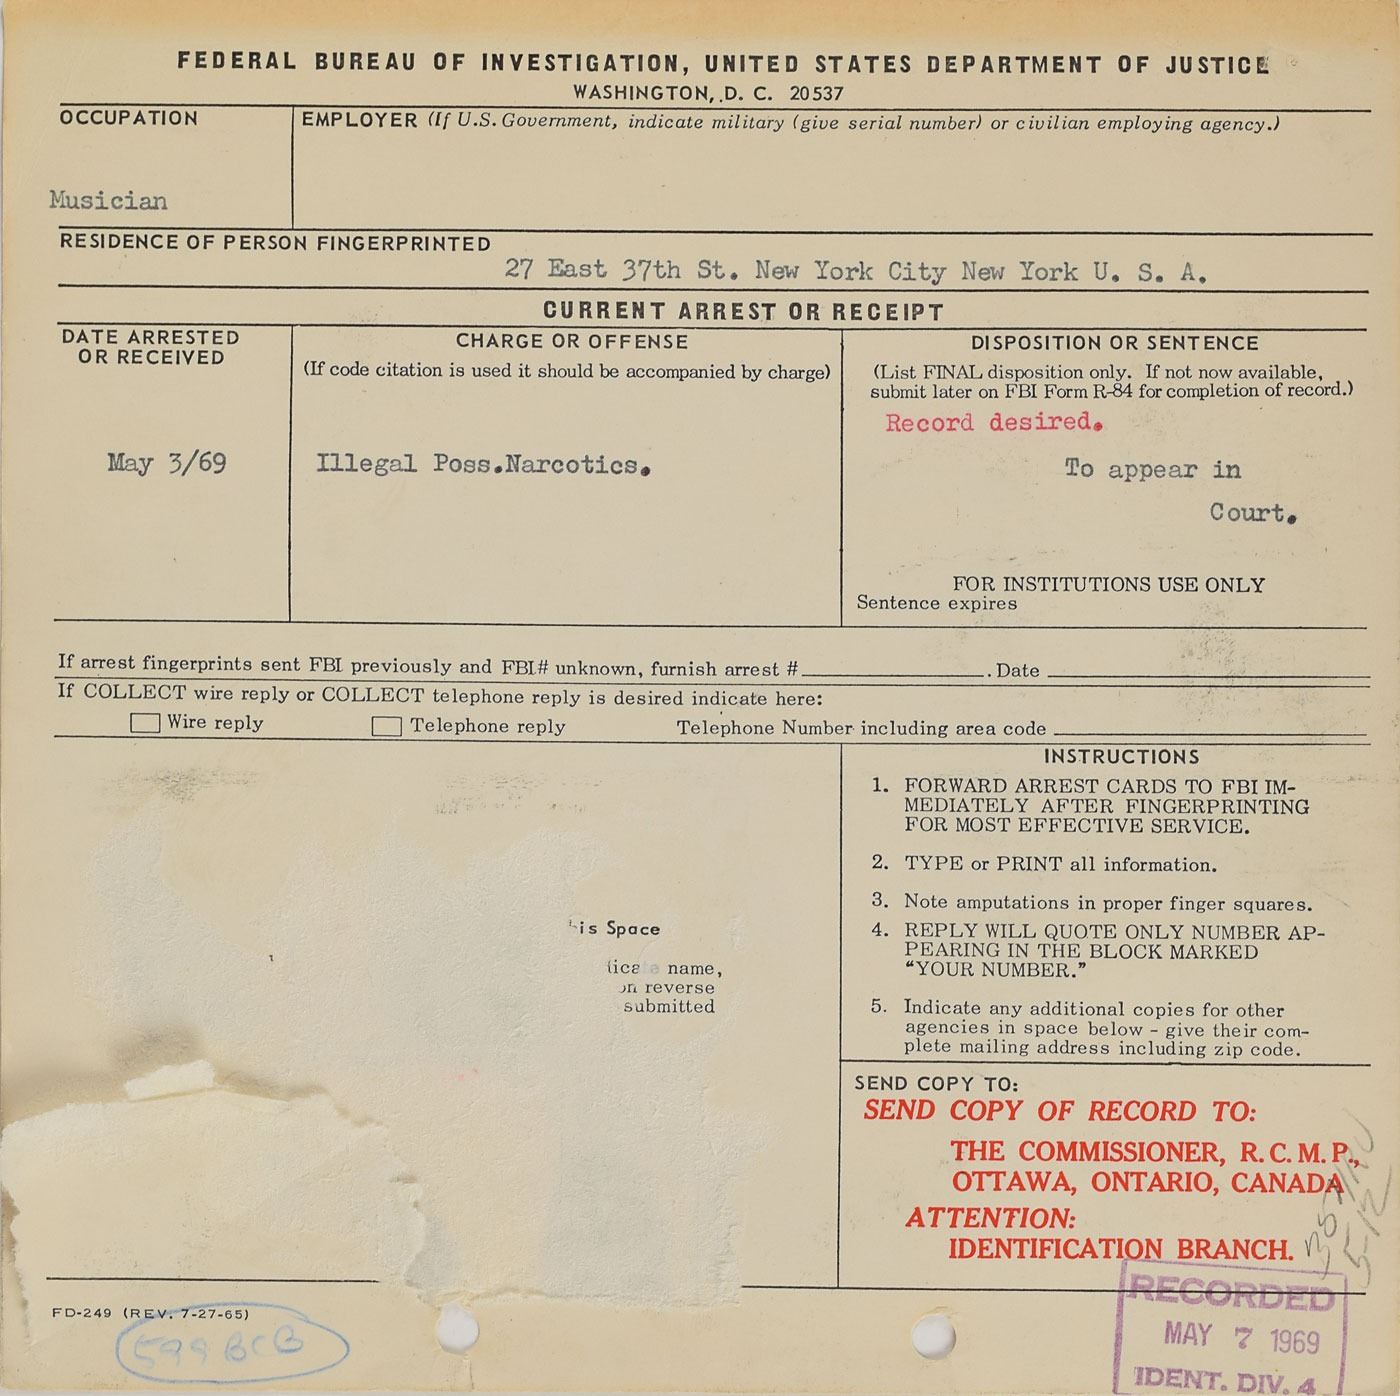 FEDERAL BUREAU OF INVESTIGATION, UNITED STATES DEPARTMENT OF JUSTICE
WASHINGTON, D. C. 20537
OCCUPATION
Musician
EMPLOYER (If U.S. Government, indicate military (give serial number) or civilian employing agency.)
RESIDENCE OF PERSON FINGERPRINTED
27 East 37th St. New York City New York U. S. A.
CURRENT ARREST OR RECEIPT
DATE ARRESTED
OR RECEIVED
May 3/69
CHARGE OR OFFENSE
(If code citation is used it should be accompanied by charge)
Illegal Poss.Narcotics.
DISPOSITION OR SENTENCE
(List FINAL disposition only. If not now available,
submit later on FBI Form R-84 for completion of record.)
Record desired.
To appear in
Court.
FOR INSTITUTIONS USE ONLY
Sentence expires
If arrest fingerprints sent FBI previously and FBI# unknown, furnish arrest # . Date
If COLLECT wire reply or COLLECT telephone reply is desired indicate here:
Wire reply Telephone reply Telephone Number including area code
is Space
name,
reverse
submitted
INSTRUCTIONS
1. FORWARD ARREST CARDS TO FBI IM-
MEDIATELY AFTER FINGERPRINTING
FOR MOST EFFECTIVE SERVICE.
2. TYPE or PRINT all information.
3. Note amputations in proper finger squares.
4. REPLY WILL QUOTE ONLY NUMBER AP-
PEARING IN THE BLOCK MARKED
"YOUR NUMBER."
5. Indicate any additional copies for other
agencies in space below - give their com-
plete mailing address including zip code.
SEND COPY TO:
SEND COPY OF RECORD TO:
THE COMMISSIONER, R.C.M.P.,
OTTAWA, ONTARIO, CANADA
ATTENTION:
IDENTIFICATION BRANCH.
5-12
FD-249 (REV. 7-27-65)
599 BCB
RECORDED
MAY 7 1969
IDENT. DIV. 4